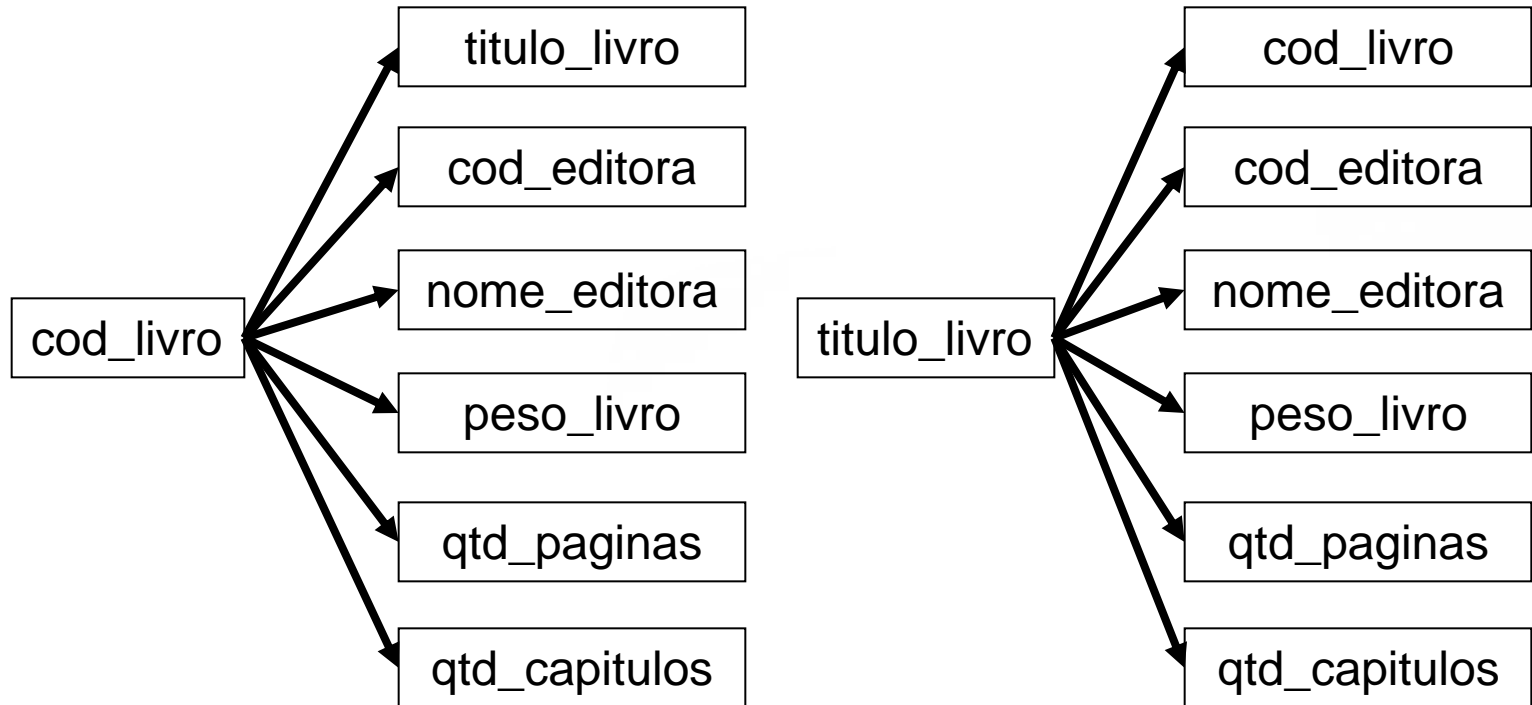 titulo_livro
cod_editora
nome_editora
cod_livro
peso_livro
qtd_paginas
qtd_capitulos
cod_livro
cod_editora
nome_editora
titulo_livro
peso_livro
qtd_paginas
qtd_capitulos